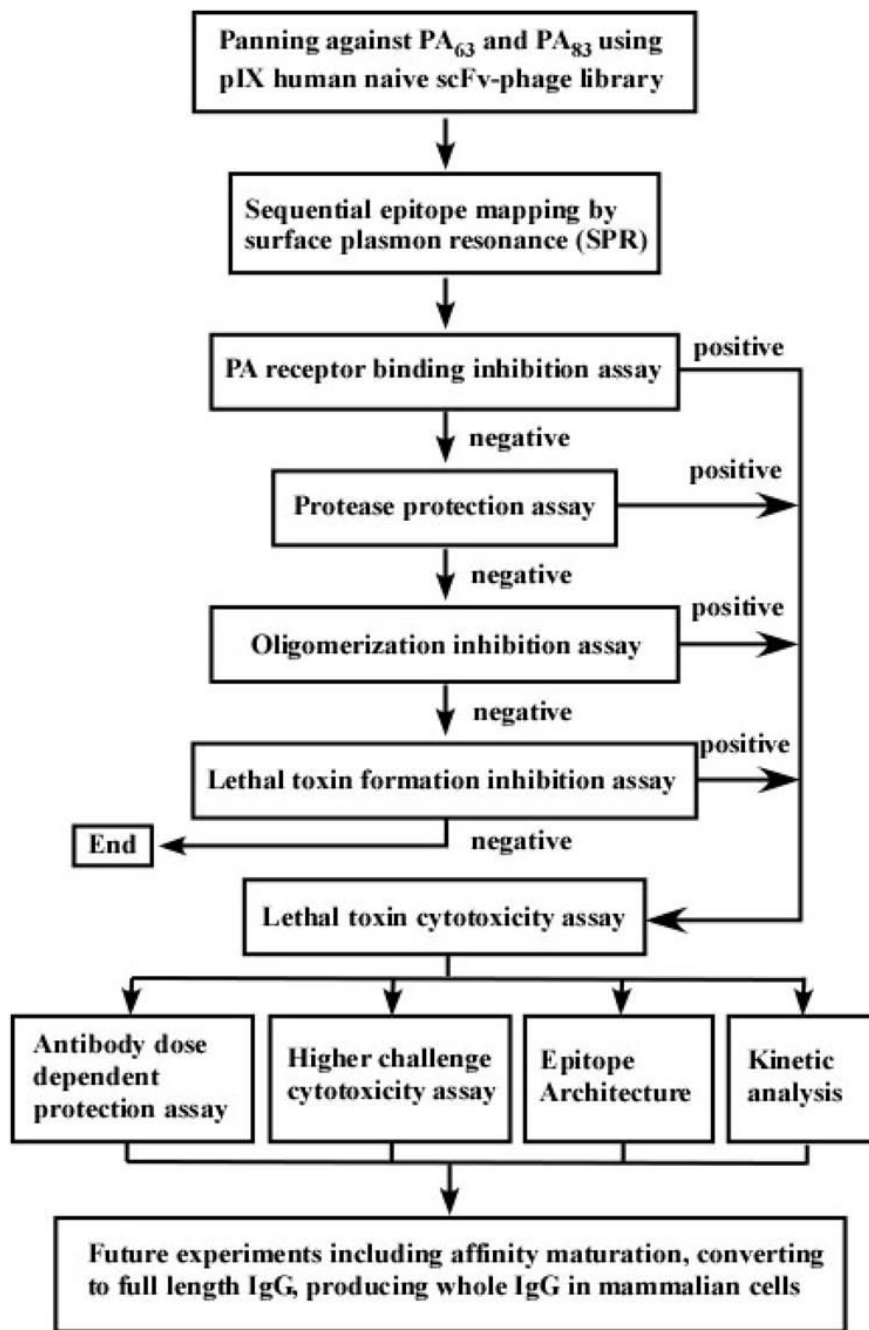 Panning against PA63 and PA83 using
pIX human naive scFv-phage library
Sequential epitope mapping by
surface plasmon resonance (SPR)
PA receptor binding inhibition assay
positive
negative
Protease protection assay
positive
negative
Oligomerization inhibition assay
positive
negative
Lethal toxin formation inhibition assay
positive
negative
End
Lethal toxin cytotoxicity assay
Antibody dose
dependent
protection assay
Higher challenge
cytotoxicity assay
Epitope
Architecture
Kinetic
analysis
Future experiments including affinity maturation, converting
to full length IgG, producing whole IgG in mammalian cells